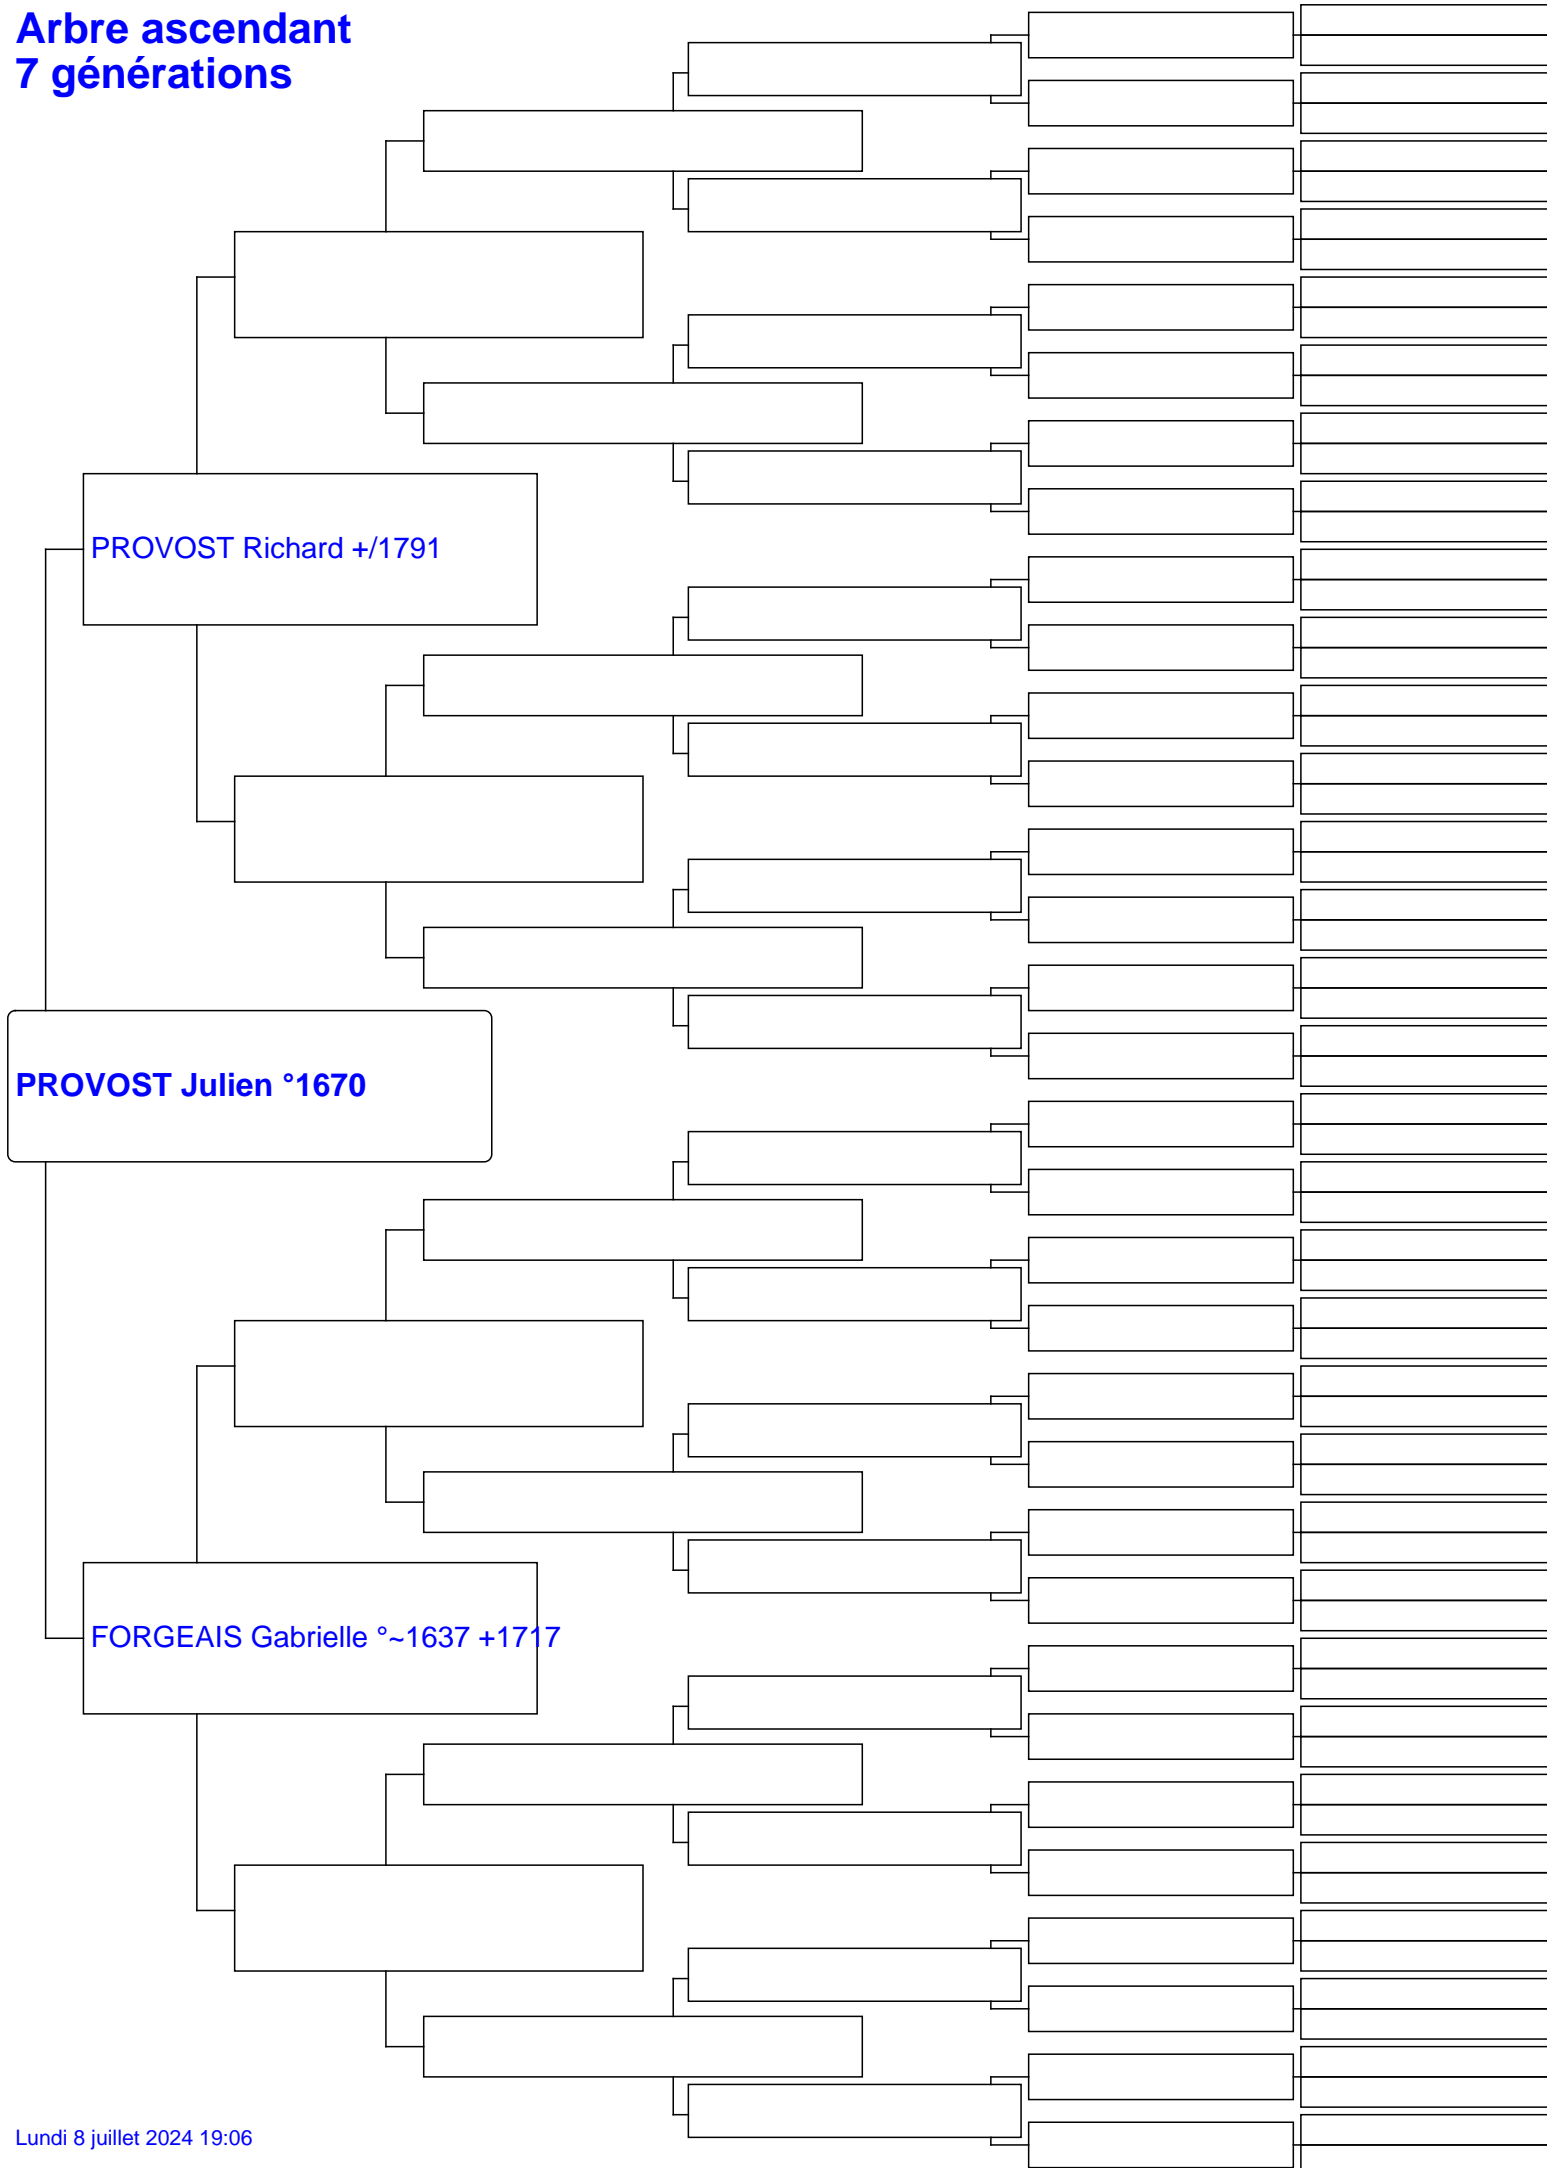 Arbre ascendant
7 générations
PROVOST Richard +/1791
PROVOST Julien °1670
FORGEAIS Gabrielle °~1637 +1717
Lundi 8 juillet 2024 19:06